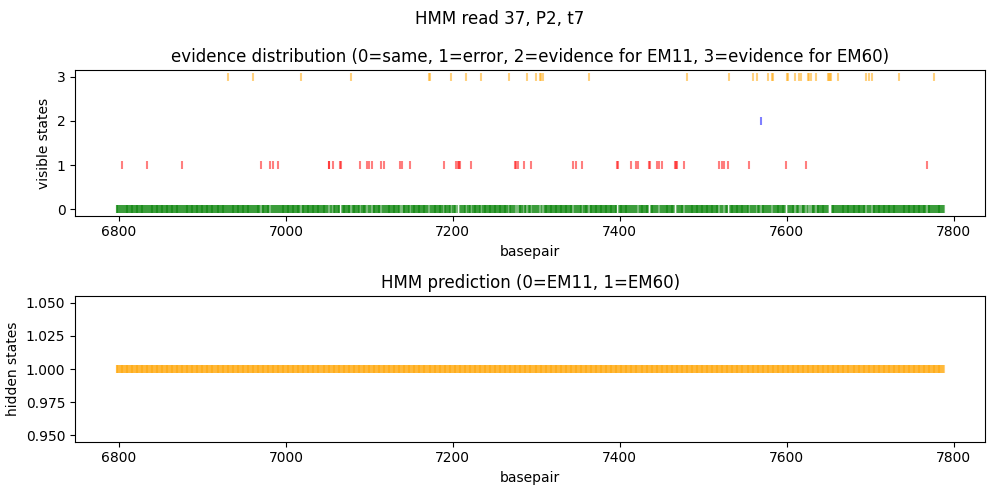 HMM read 37, P2, t7
evidence distribution (0=same, 1=error, 2=evidence for EM11, 3=evidence for EM60)
visible states
3
2
1
0
6800 7000 7200 7400 7600 7800
basepair
HMM prediction (0=EM11, 1=EM60)
hidden states
1.050
1.025
1.000
0.975
0.950
6800 7000 7200 7400 7600 7800
basepair